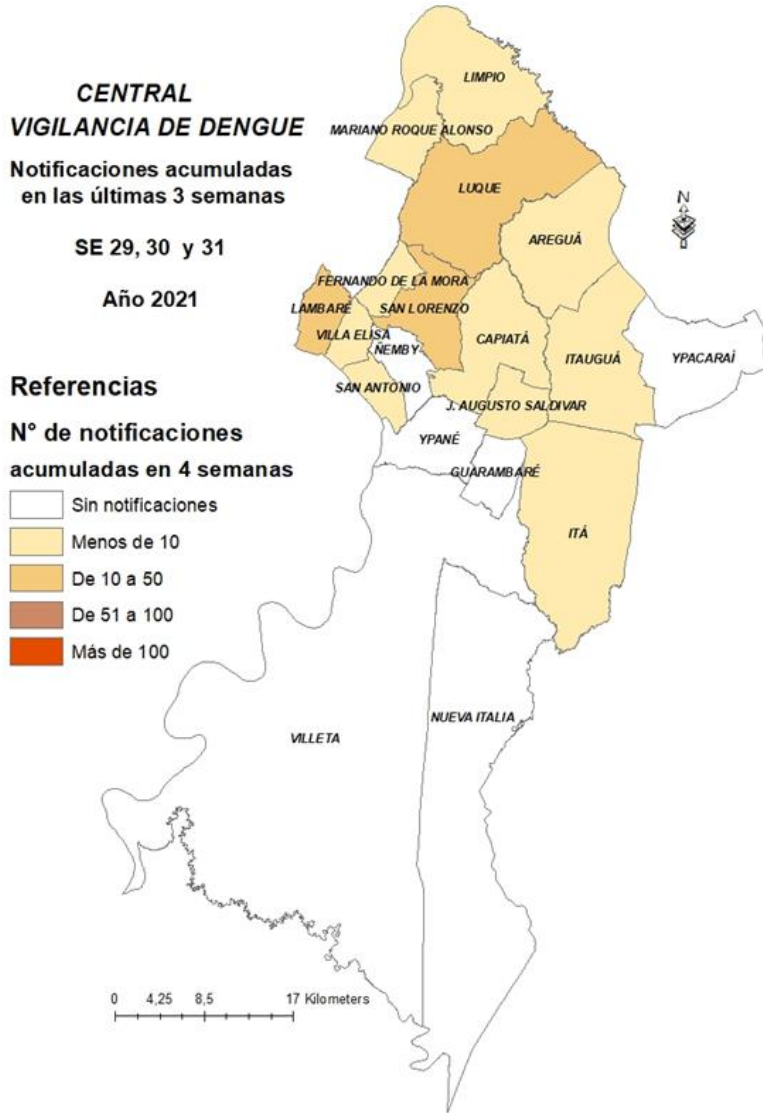 CENTRAL
VIGILANCIA DE DENGUE
Notificaciones acumuladas
en las últimas 3 semanas
SE 29, 30 y 31
Año 2021
Referencias
N° de notificaciones
acumuladas en 4 semanas
Sin notificaciones
Menos de 10
De 10 a 50
De 51 a 100
Más de 100
LIMPIO
MARIANO ROQUE ALONSO
LUQUE
N
AREGUÁ
FERNANDO DE LA MORA
LAMBARÉ
SAN LORENZO
VILLA ELISA
ÑEMBY
CAPIATÁ
ITAUGUÁ
YPACARAÍ
SAN ANTONIO
J. AUGUSTO SALDIVAR
YPANÉ
GUARAMBARÉ
ITÁ
NUEVA ITALIA
VILLETA
0 4,25 8,5 17 Kilometers